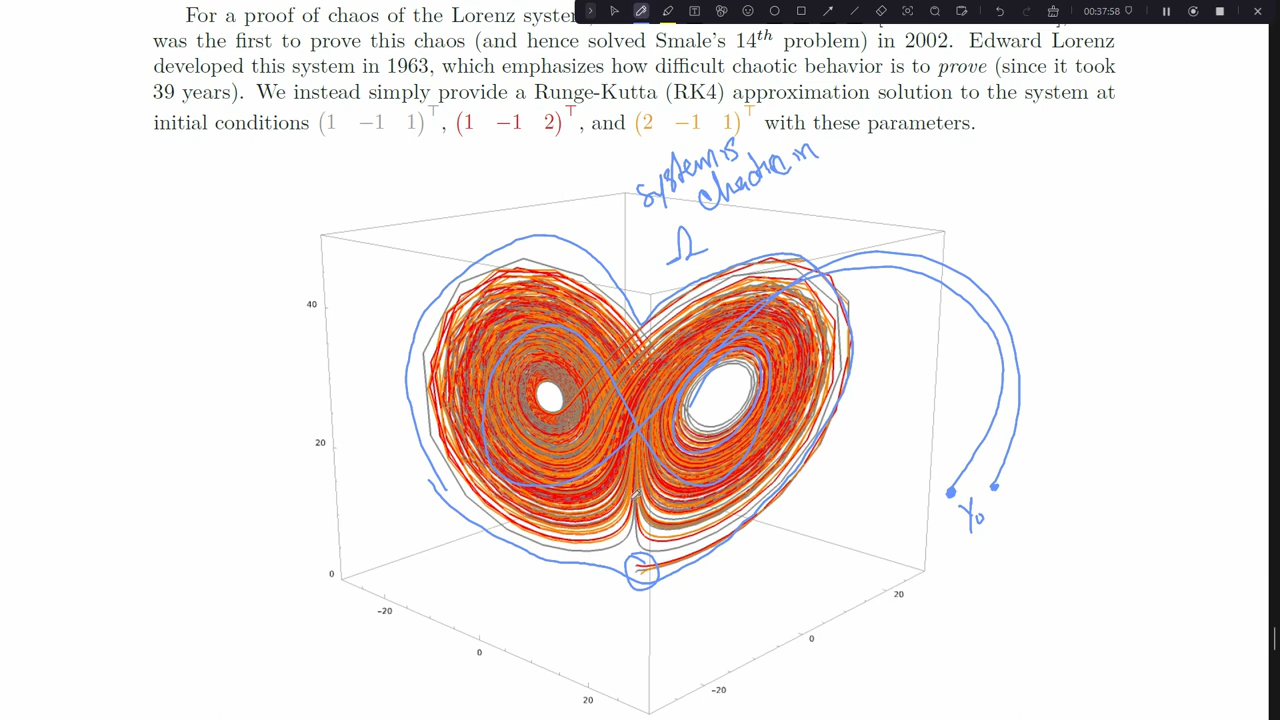 For a proof of chaos of the Lorenz system,
00:37:58
was the first to prove this chaos (and hence solved Smale's 14th problem) in 2002. Edward Lorenz
developed this system in 1963, which emphasizes how difficult chaotic behavior is to prove (since it took
39 years). We instead simply provide a Runge-Kutta (RK4) approximation solution to the system at
initial conditions (1 −1 1)⊤, (1 −1 2)⊤, and (2 −1 1)⊤ with these parameters.
system is
chaotic in
Ω
40
20
0
Y₀
-20
0
20
-20
0
20